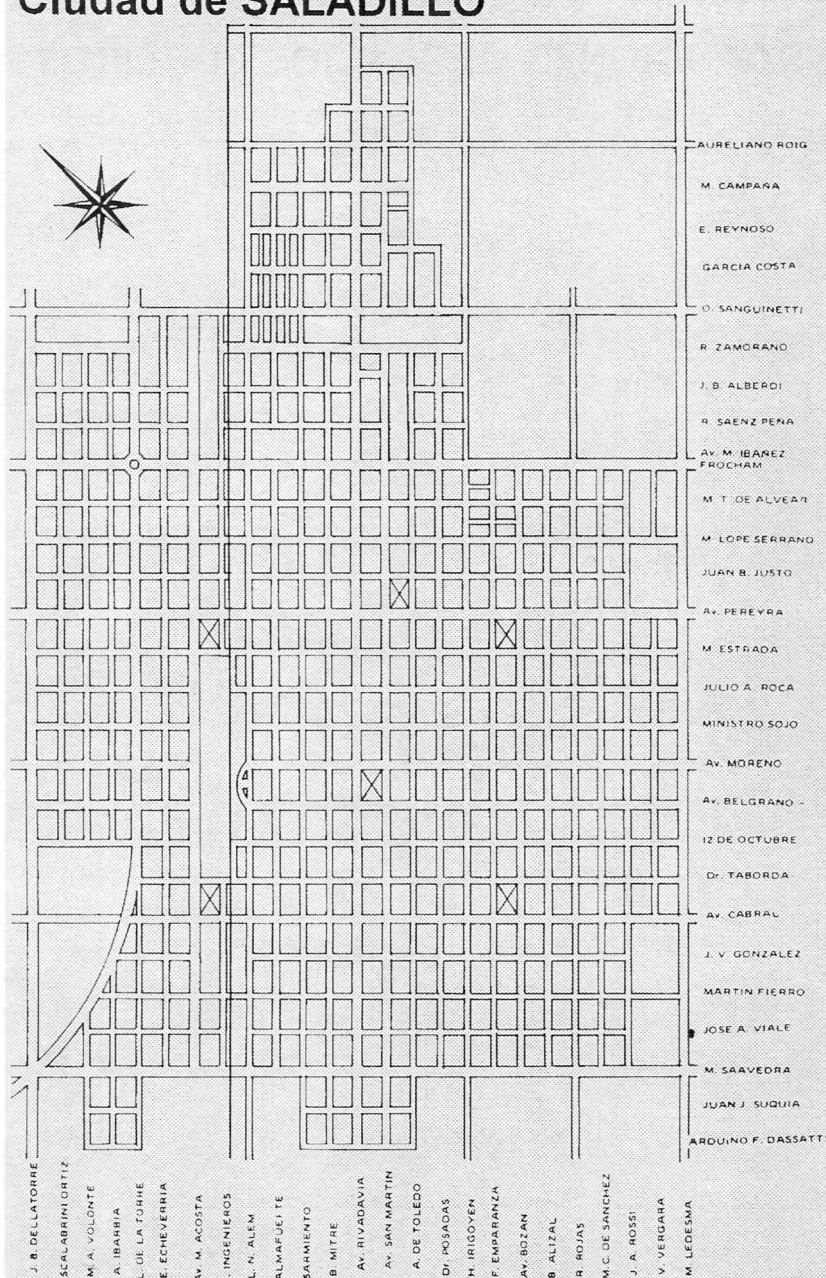 Ciudad de SALADILLO
AURELIANO ROIG
M. CAMPAÑA
E. REYNOSO
GARCIA COSTA
O. SANGUINETTI
R. ZAMORANO
J. B. ALBERDI
R. SAENZ PEÑA
Av. M. IBAÑEZ
FROCHAM
M. T. DE ALVEAR
M. LOPE SERRANO
JUAN B. JUSTO
Av. PEREYRA
M. ESTRADA
JULIO A. ROCA
MINISTRO SOJO
Av. MORENO
Av. BELGRANO -
12 DE OCTUBRE
Dr. TABORDA
Av. CABRAL
J. V. GONZALEZ
MARTIN FIERRO
JOSE A. VIALE
M. SAAVEDRA
JUAN J. SUQUIA
ARDUINO F. DASSATT
J. B. DELLATORRE
SCALABRINI ORTIZ
M. A. VOLONTE
A. IBARBIA
L. DE LA TORRE
E. ECHEVERRIA
Av. M. ACOSTA
. INGENIEROS
L. N. ALEM
ALMAFUERTE
SARMIENTO
B. MITRE
Av. RIVADAVIA
Av. SAN MARTIN
A. DE TOLEDO
Dr. POSADAS
H. IRIGOYEN
F. EMPARANZA
Av. BOZAN
B. ALIZAL
R. ROJAS
M.C. DE SANCHEZ
J. A. ROSSI
V. VERGARA
M. LEDESMA